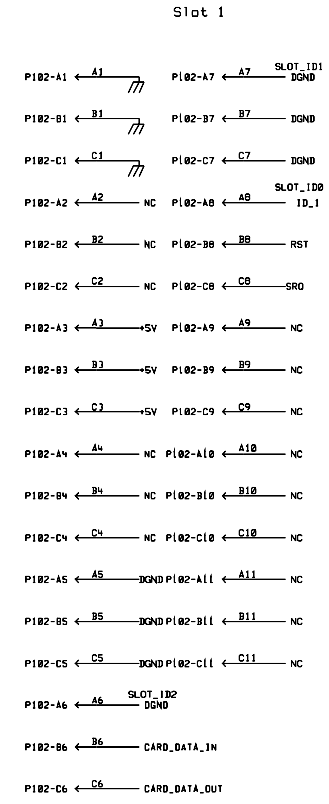 Slot 1
SLOT_ID1
P102-A1 A1 P102-A7 A7 DGND
P102-B1 B1 P102-B7 B7 DGND
P102-C1 C1 P102-C7 C7 DGND
SLOT_ID0
P102-A2 A2 NC P102-A8 A8 ID_1
P102-B2 B2 NC P102-B8 B8 RST
P102-C2 C2 NC P102-C8 C8 SRQ
P102-A3 A3 +5V P102-A9 A9 NC
P102-B3 B3 +5V P102-B9 B9 NC
P102-C3 C3 +5V P102-C9 C9 NC
P102-A4 A4 NC P102-A10 A10 NC
P102-B4 B4 NC P102-B10 B10 NC
P102-C4 C4 NC P102-C10 C10 NC
P102-A5 A5 DGND P102-A11 A11 NC
P102-B5 B5 DGND P102-B11 B11 NC
P102-C5 C5 DGND P102-C11 C11 NC
SLOT_ID2
P102-A6 A6 DGND
P102-B6 B6 CARD_DATA_IN
P102-C6 C6 CARD_DATA_OUT